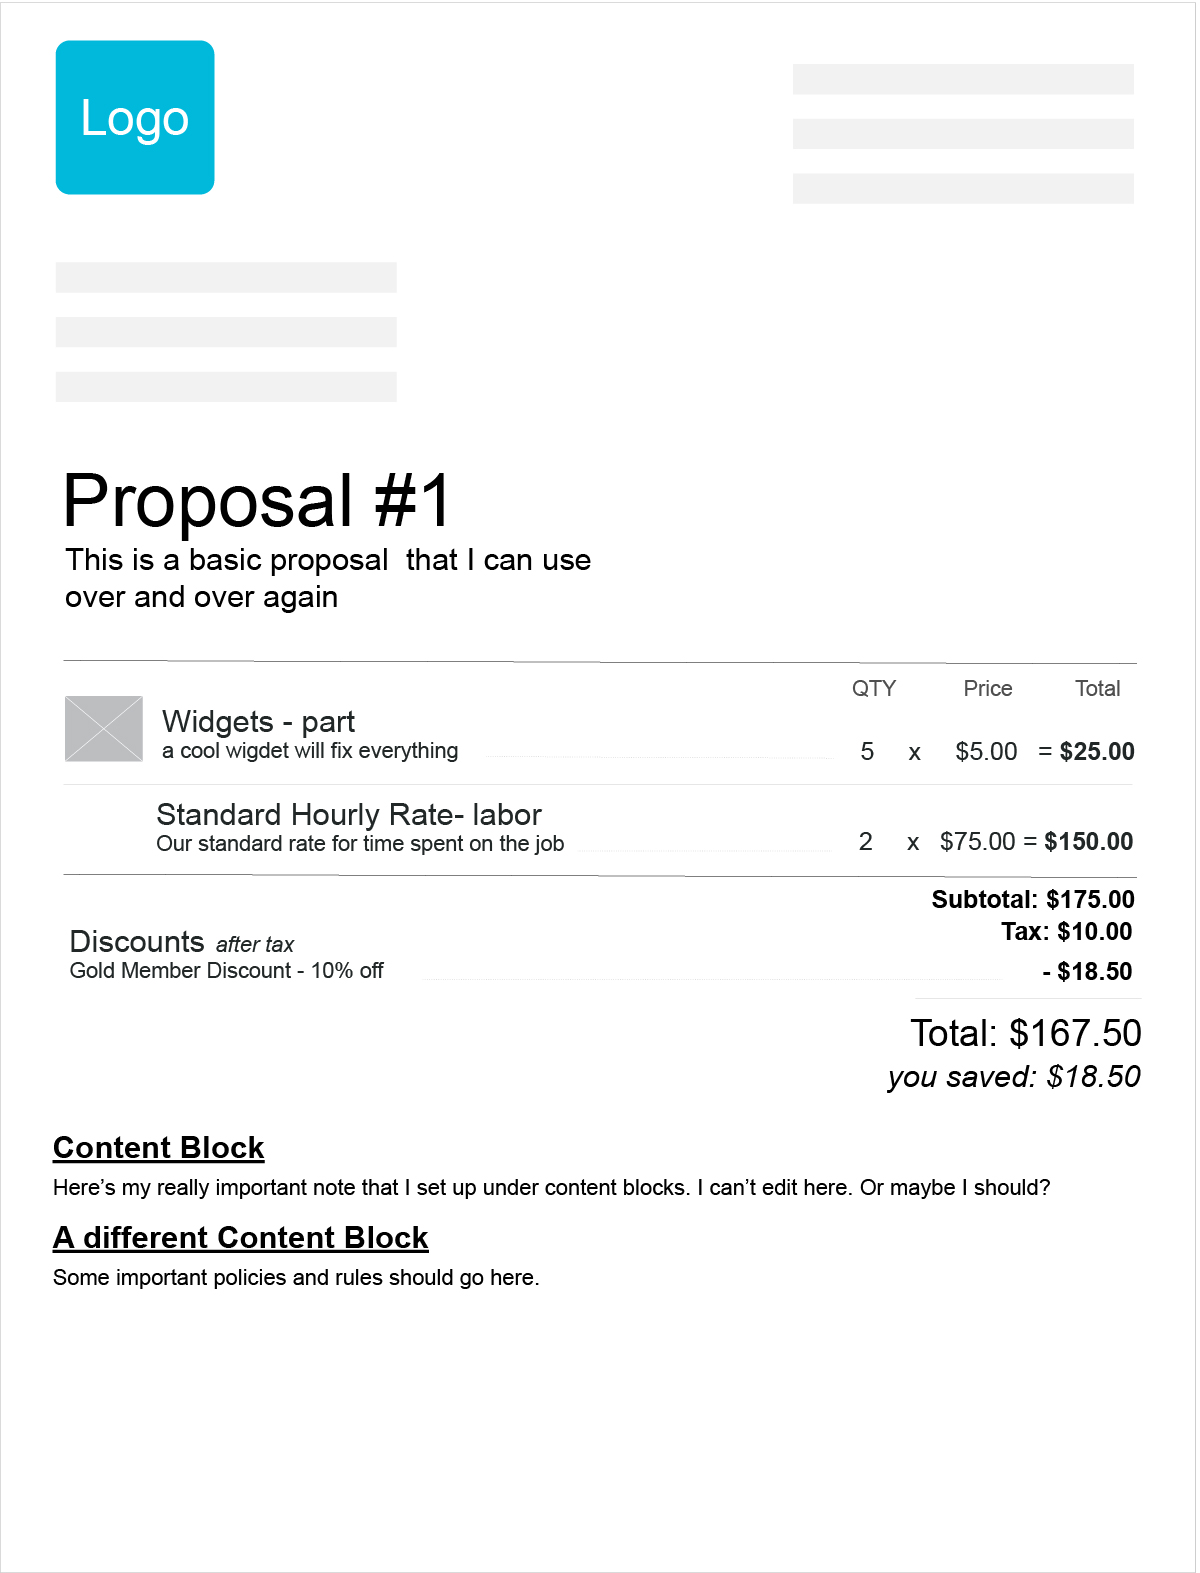 Logo
Proposal #1
This is a basic proposal  that I can use
over and over again
QTY Price Total
Widgets - part
a cool wigdet will fix everything 5 x $5.00 = $25.00
Standard Hourly Rate- labor
Our standard rate for time spent on the job 2 x $75.00 = $150.00
Subtotal: $175.00
Tax: $10.00
Discounts after tax
Gold Member Discount - 10% off - $18.50
Total: $167.50
you saved: $18.50
Content Block
Here’s my really important note that I set up under content blocks. I can’t edit here. Or maybe I should?
A different Content Block
Some important policies and rules should go here.